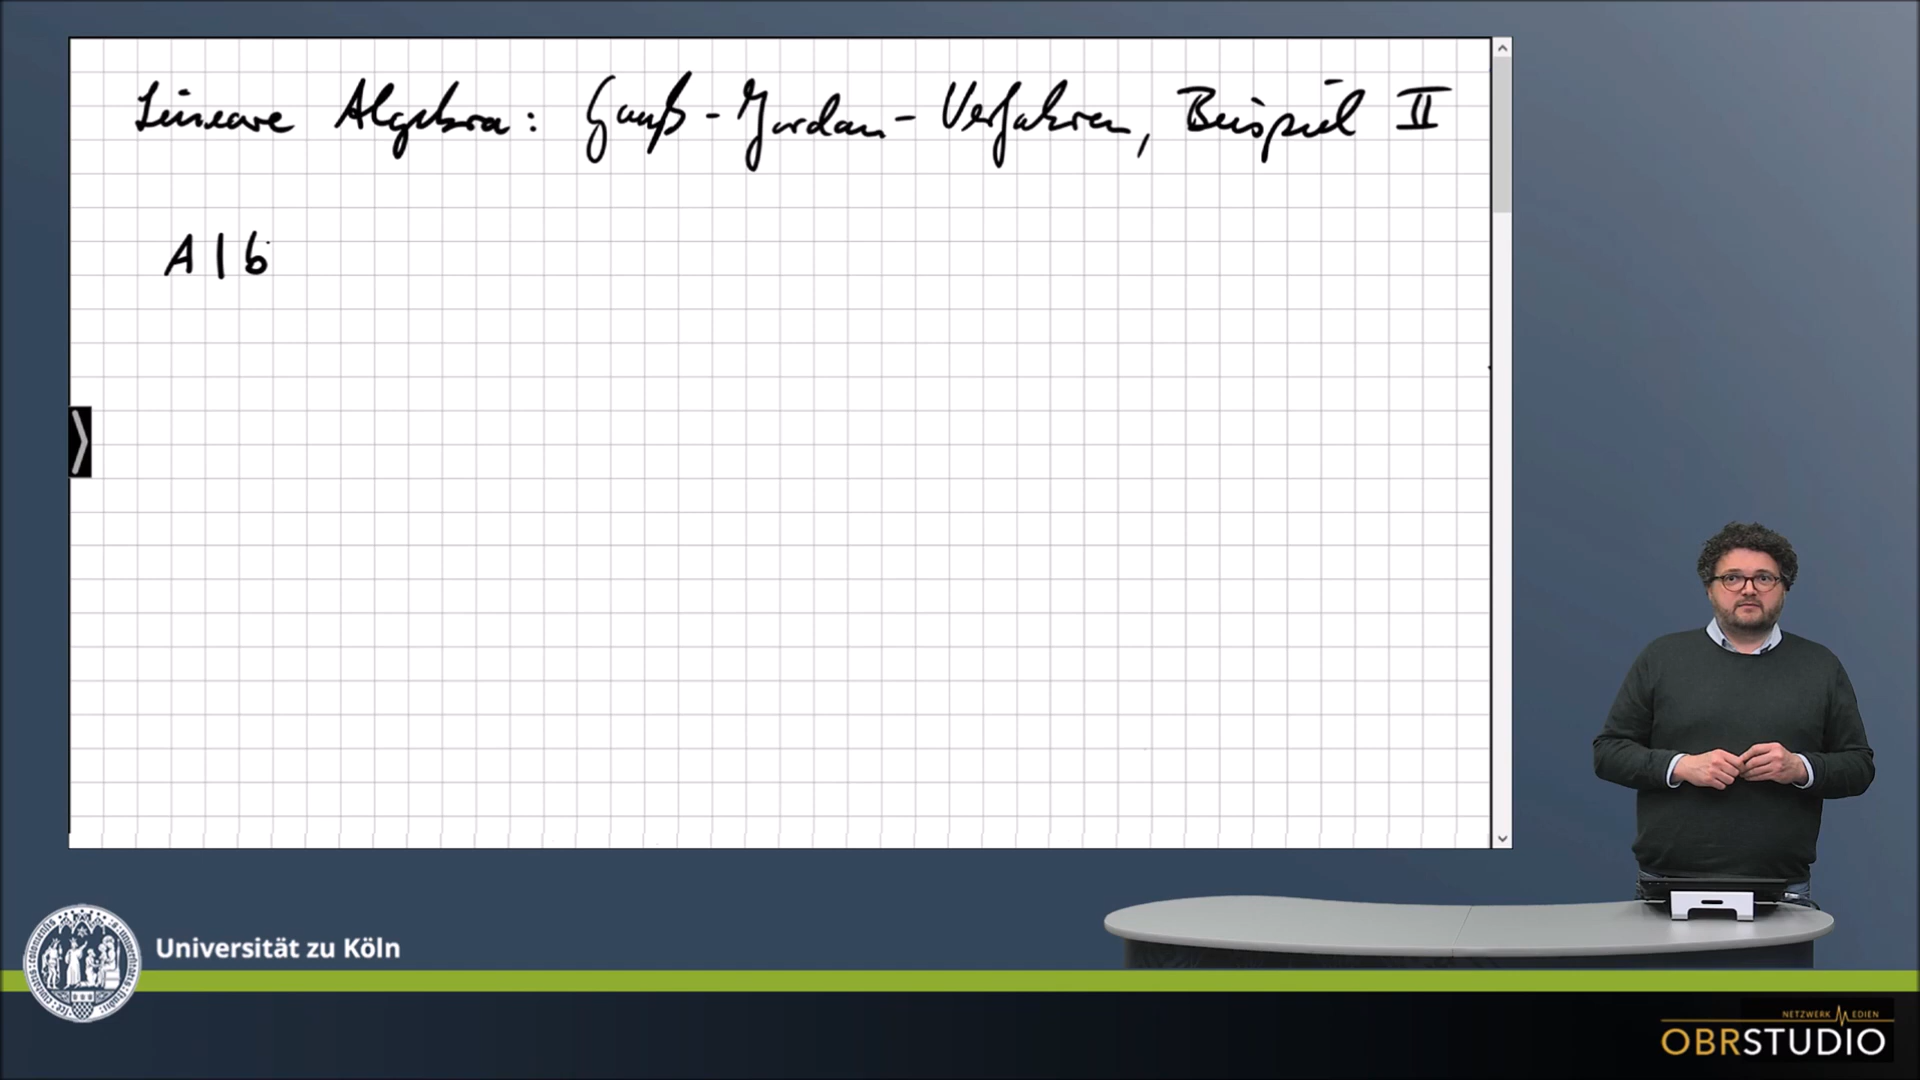 Lineare Algebra: Gauß-Jordan-Verfahren, Beispiel II
A | b
Universität zu Köln
NETZWERK MEDIEN
OBRSTUDIO